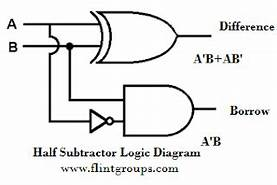 A
B
Difference
A'B+AB'
Borrow
A'B
Half Subtractor Logic Diagram
www.flintgroups.com